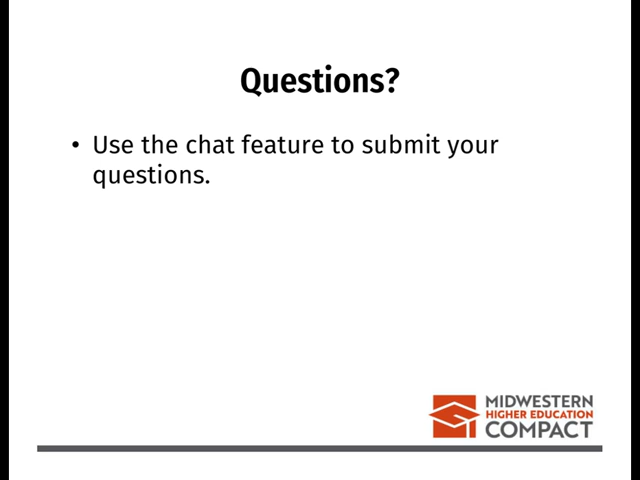 Questions?
• Use the chat feature to submit your
questions.
MIDWESTERN
HIGHER EDUCATION
COMPACT